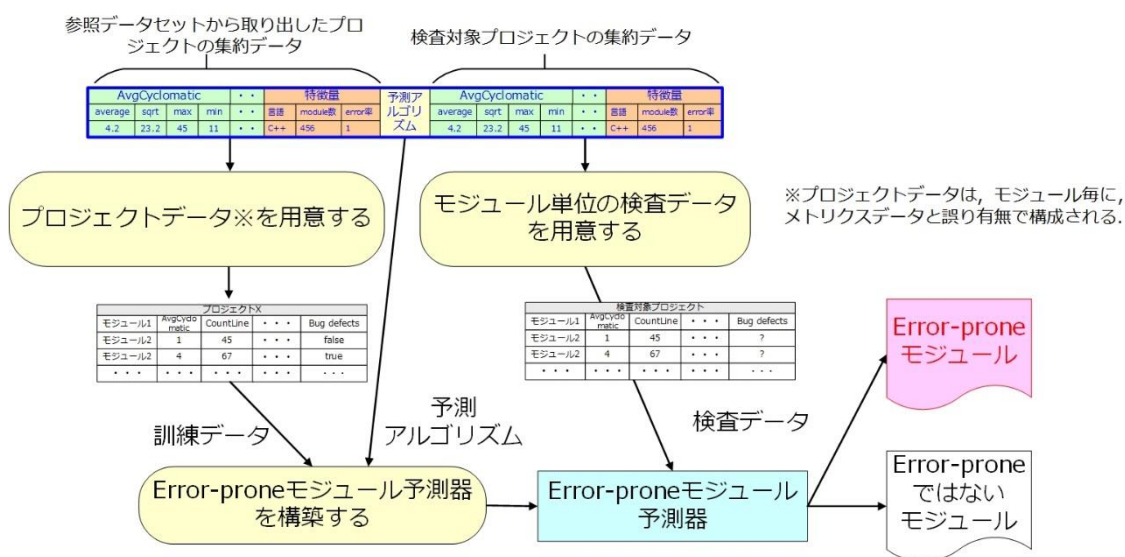 参照データセットから取り出したプロ
ジェクトの集約データ
検査対象プロジェクトの集約データ
AvgCyclomatic ・・ 特徴量 予測アルゴリズム AvgCyclomatic ・・ 特徴量
average sqrt max min ・・ 言語 module数 error率 average sqrt max min ・・ 言語 module数 error率
4.2 23.2 45 11 ・・ C++ 456 1 4.2 23.2 45 11 ・・ C++ 456 1
プロジェクトデータ※を用意する
モジュール単位の検査データ
を用意する
※プロジェクトデータは，モジュール毎に，
メトリクスデータと誤り有無で構成される.
プロジェクトX
モジュール1 AvgCyclomatic CountLine ・・・ Bug defects
モジュール2 1 45 ・・・ false
モジュール2 4 67 ・・・ true
・・・ ・・・ ・・・ ・・・ ・・・
検査対象プロジェクト
モジュール1 AvgCyclomatic CountLine ・・・ Bug defects
モジュール2 1 45 ・・・ ?
モジュール2 4 67 ・・・ ?
・・・ ・・・ ・・・ ・・・ ・・・
Error-prone
モジュール
訓練データ
予測
アルゴリズム
検査データ
Error-proneモジュール予測器
を構築する
Error-proneモジュール
予測器
Error-prone
ではない
モジュール